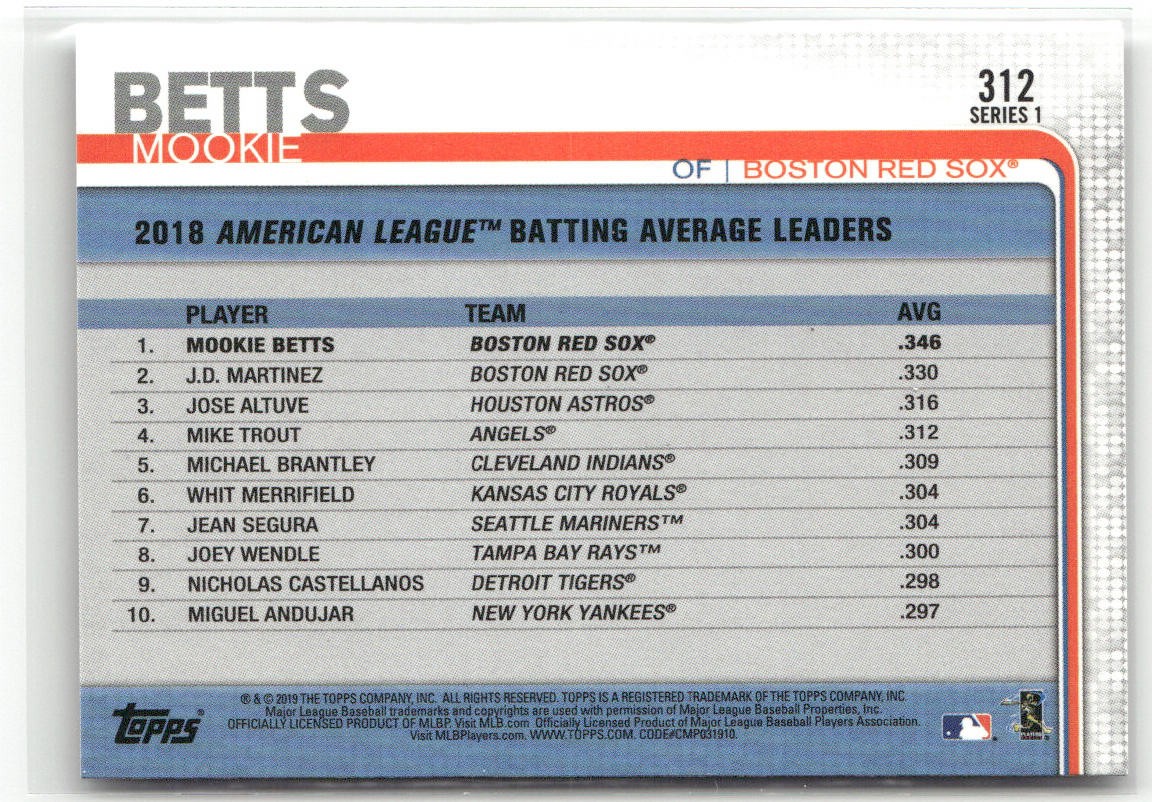 BETTS
MOOKIE
312
SERIES 1
OF | BOSTON RED SOX®
2018 AMERICAN LEAGUE™ BATTING AVERAGE LEADERS
PLAYER TEAM AVG
1. MOOKIE BETTS BOSTON RED SOX® .346
2. J.D. MARTINEZ BOSTON RED SOX® .330
3. JOSE ALTUVE HOUSTON ASTROS® .316
4. MIKE TROUT ANGELS® .312
5. MICHAEL BRANTLEY CLEVELAND INDIANS® .309
6. WHIT MERRIFIELD KANSAS CITY ROYALS® .304
7. JEAN SEGURA SEATTLE MARINERS™ .304
8. JOEY WENDLE TAMPA BAY RAYS™ .300
9. NICHOLAS CASTELLANOS DETROIT TIGERS® .298
10. MIGUEL ANDUJAR NEW YORK YANKEES® .297
Topps®
® & © 2019 THE TOPPS COMPANY, INC. ALL RIGHTS RESERVED. TOPPS IS A REGISTERED TRADEMARK OF THE TOPPS COMPANY, INC.
Major League Baseball trademarks and copyrights are used with permission of Major League Baseball Properties, Inc.
OFFICIALLY LICENSED PRODUCT OF MLBP. Visit MLB.com Officially Licensed Product of Major League Baseball Players Association.
Visit MLBPlayers.com. WWW.TOPPS.COM. CODE#CMP031910.